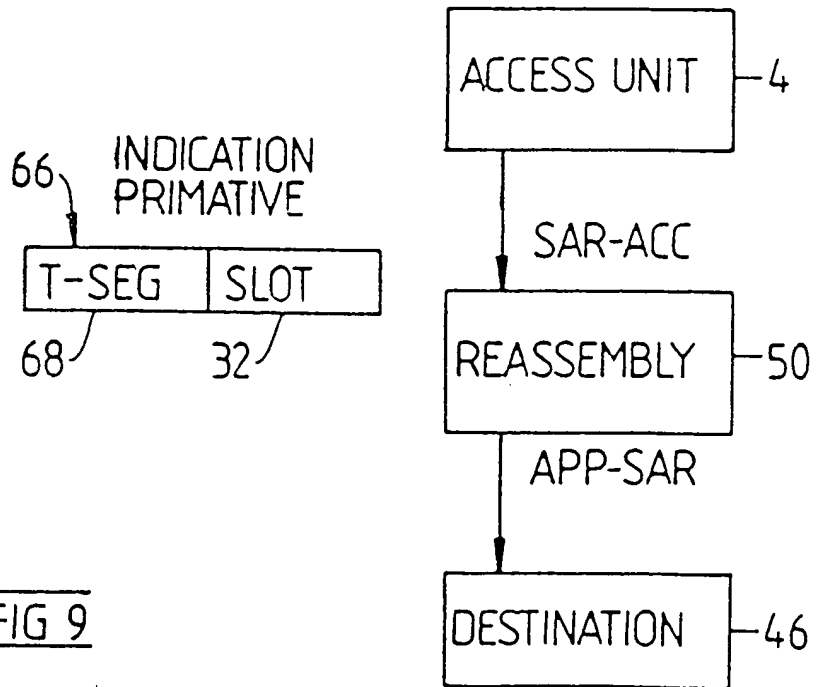 ACCESS UNIT 4
66 INDICATION
PRIMATIVE
SAR-ACC
T-SEG SLOT
68 32
REASSEMBLY 50
APP-SAR
FIG 9
DESTINATION 46